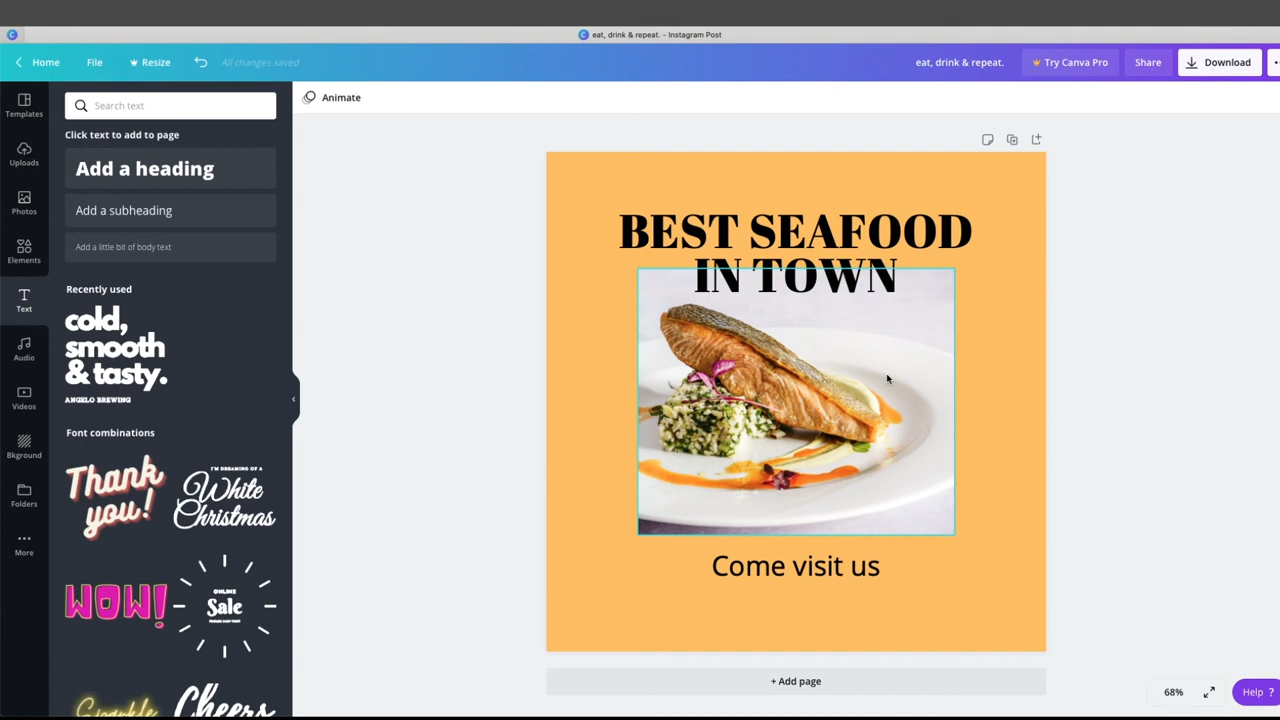 eat, drink & repeat. - Instagram Post
Home File Resize All changes saved eat, drink & repeat. Try Canva Pro Share Download
Templates
Uploads
Photos
Elements
Text
Audio
Videos
Bkground
Folders
More
Search text
Click text to add to page
Add a heading
Add a subheading
Add a little bit of body text
Recently used
cold,
smooth
& tasty.
ANGELO BREWING
Font combinations
Thank
you!
I'M DREAMING OF A
White
Christmas
WOW!
ONLINE
Sale
Sparkle
Cheers
Animate
BEST SEAFOOD
IN TOWN
Come visit us
+ Add page
68%
Help ?